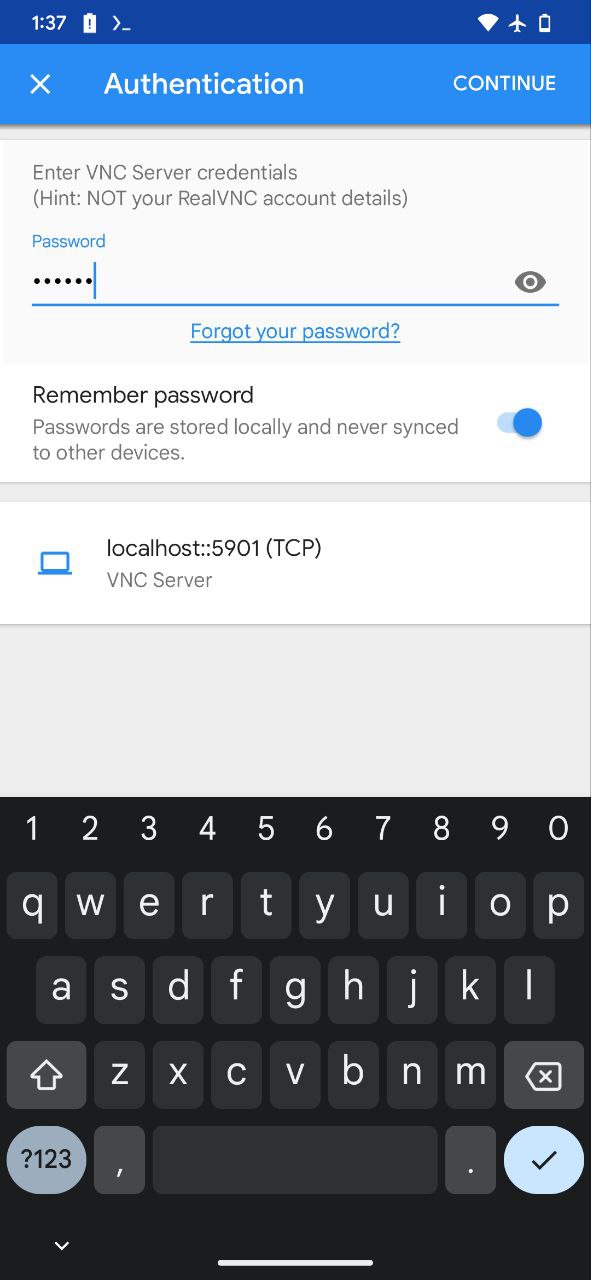 1:37
Authentication
CONTINUE
Enter VNC Server credentials
(Hint: NOT your RealVNC account details)
Password
••••••
Forgot your password?
Remember password
Passwords are stored locally and never synced
to other devices.
localhost::5901 (TCP)
VNC Server
1 2 3 4 5 6 7 8 9 0
q w e r t y u i o p
a s d f g h j k l
z x c v b n m
?123 , .